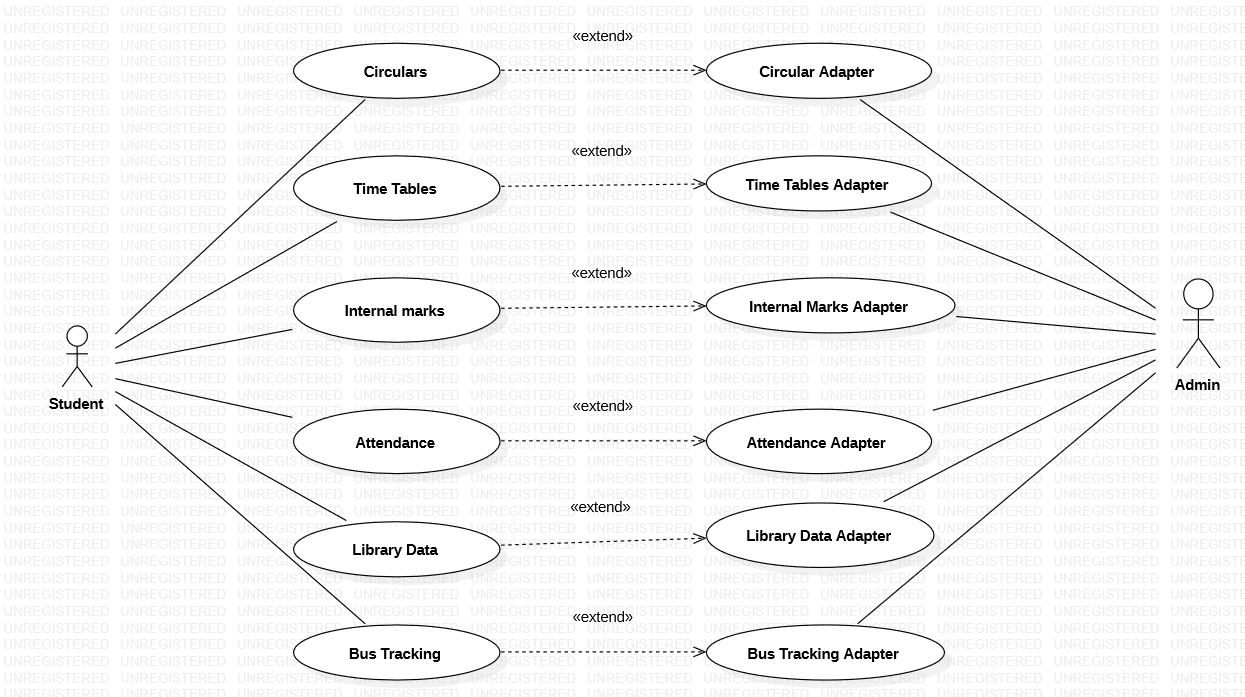 «extend»
Circulars
Circular Adapter
«extend»
Time Tables
Time Tables Adapter
«extend»
Internal marks
Internal Marks Adapter
Student
Admin
«extend»
Attendance
Attendance Adapter
«extend»
Library Data
Library Data Adapter
«extend»
Bus Tracking
Bus Tracking Adapter
UNREGISTERED